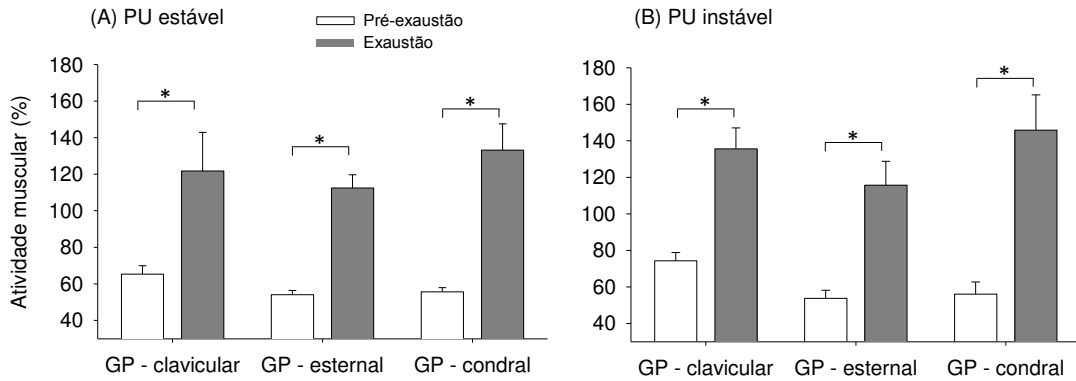 (A) PU estável
Pré-exaustão
Exaustão
(B) PU instável
Atividade muscular (%)
180
160
140
120
100
80
60
40
*
*
*
GP - clavicular
GP - esternal
GP - condral
180
160
140
120
100
80
60
40
*
*
*
GP - clavicular
GP - esternal
GP - condral